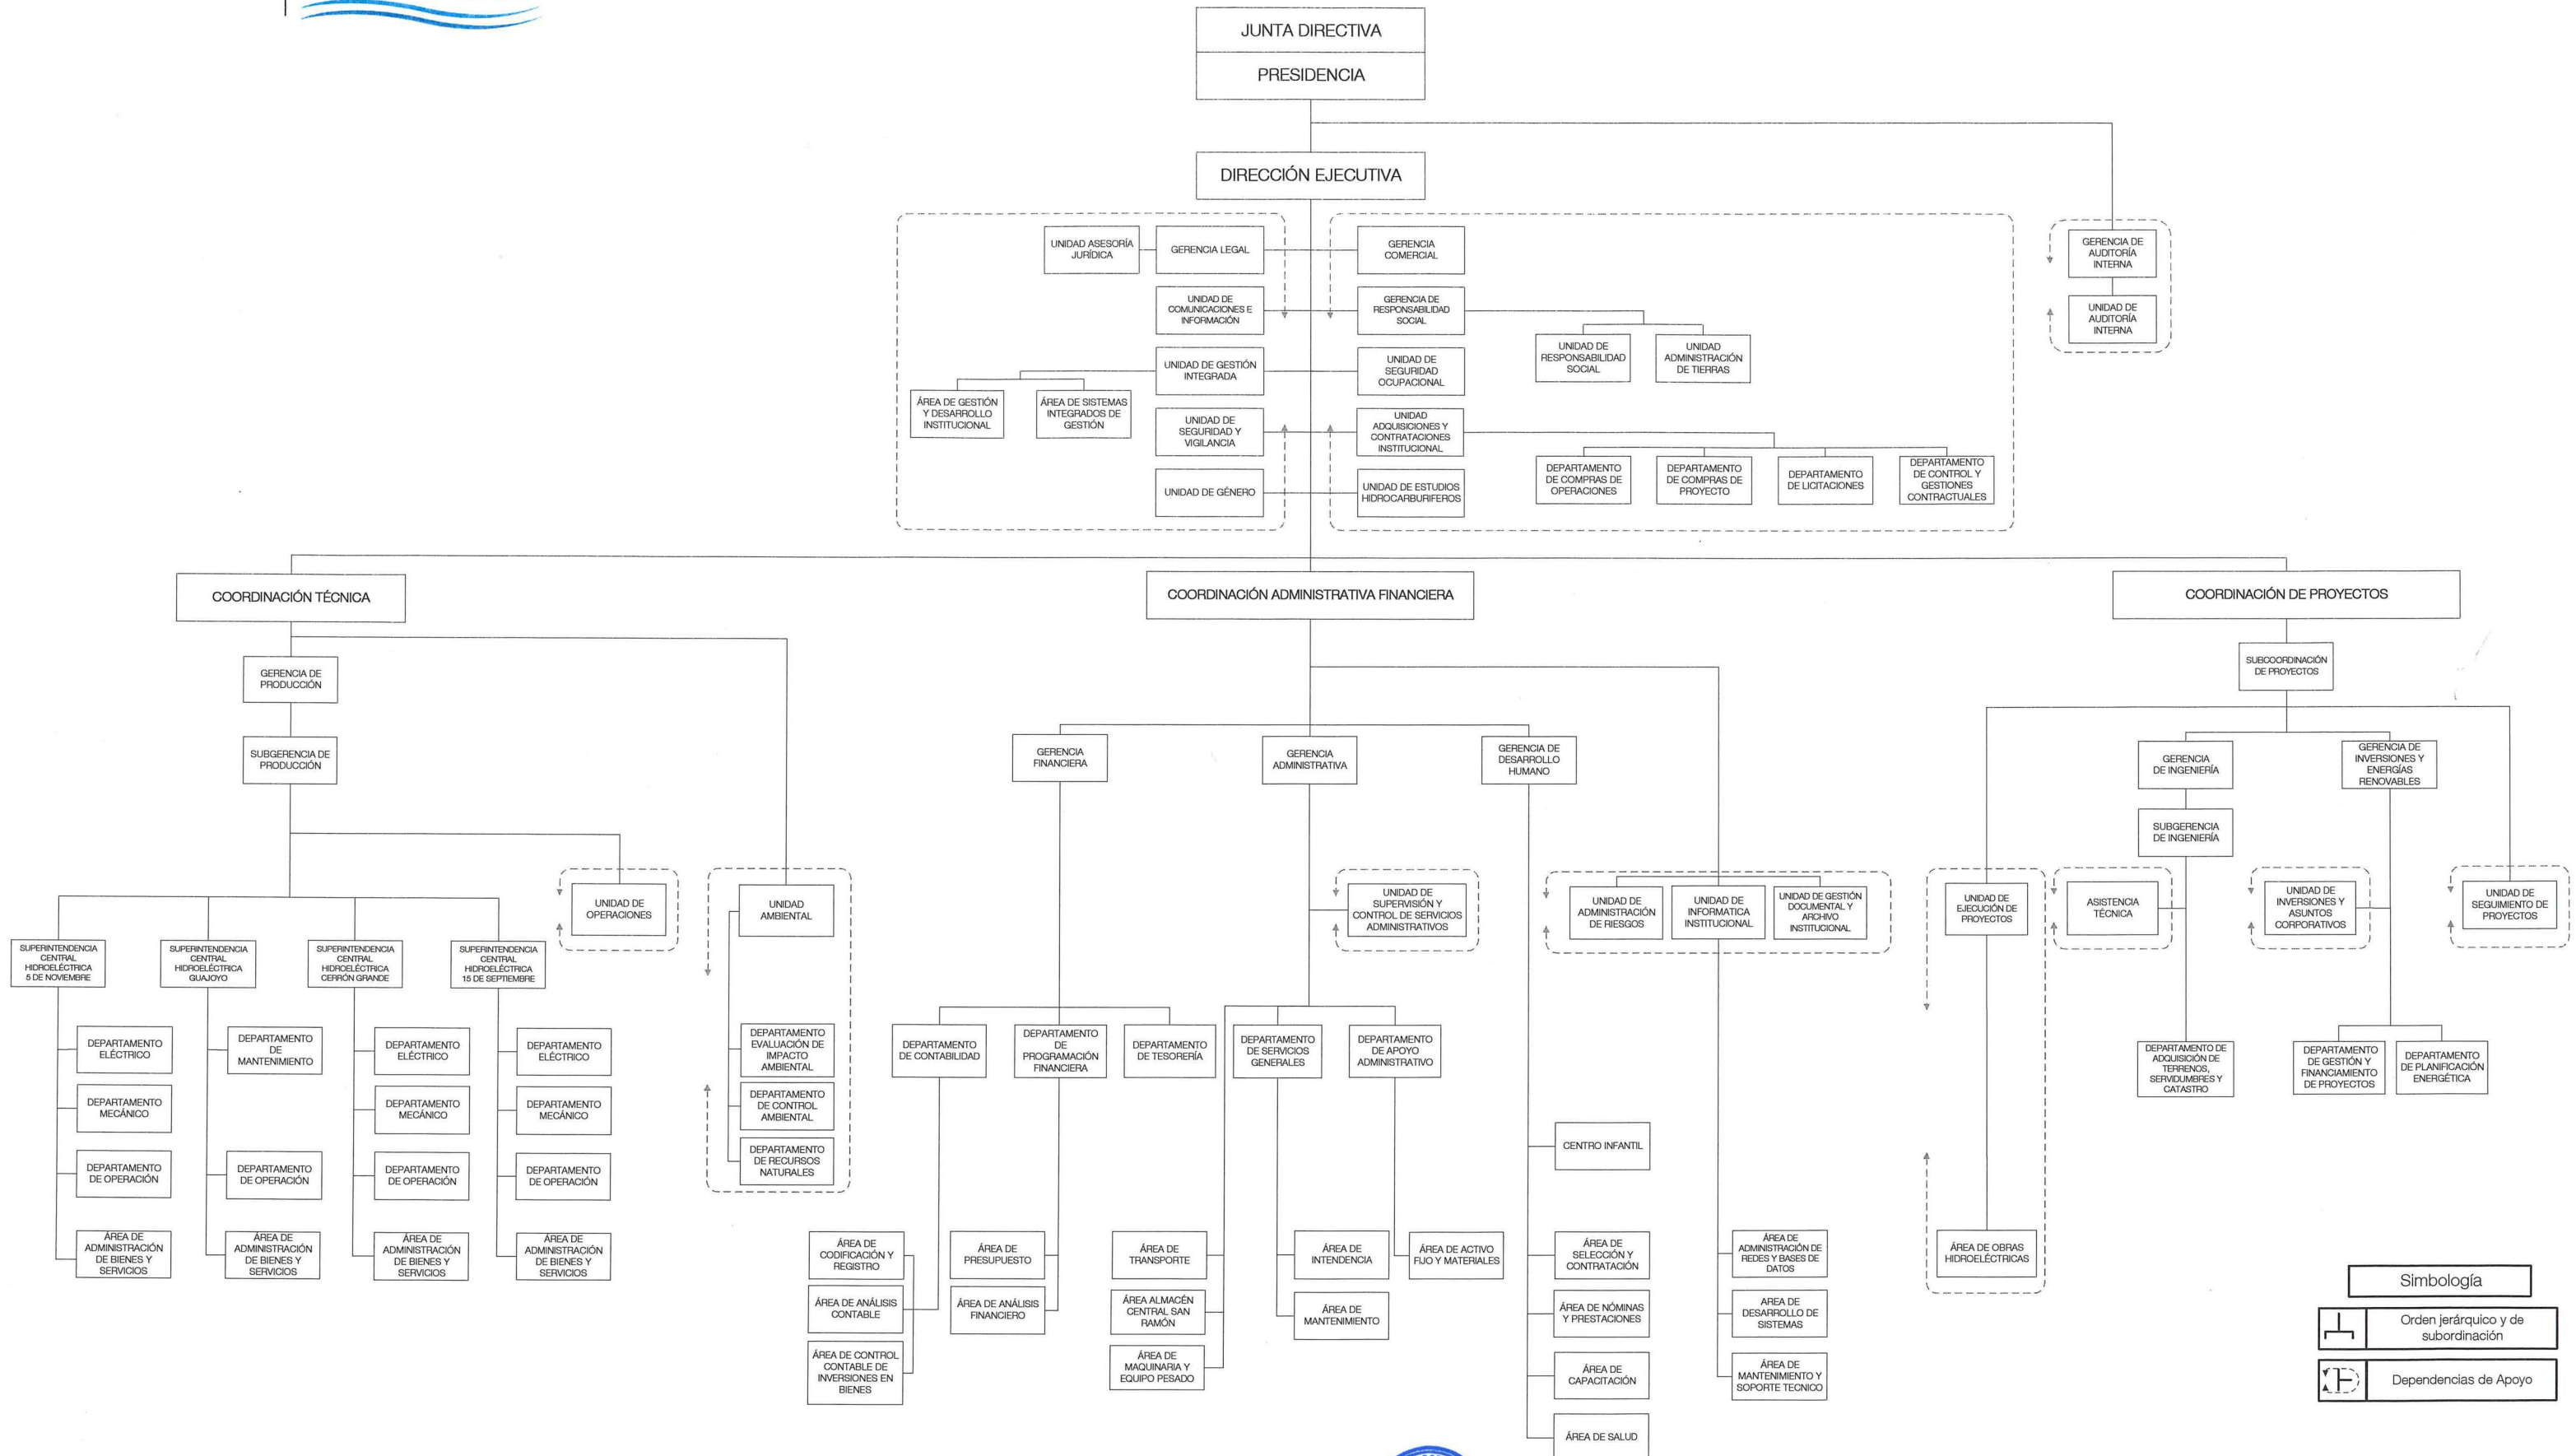 JUNTA DIRECTIVA
PRESIDENCIA
DIRECCIÓN EJECUTIVA
UNIDAD ASESORÍA
JURÍDICA
GERENCIA LEGAL
GERENCIA
COMERCIAL
GERENCIA DE
AUDITORÍA
INTERNA
UNIDAD DE
AUDITORÍA
INTERNA
UNIDAD DE
COMUNICACIONES E
INFORMACIÓN
GERENCIA DE
RESPONSABILIDAD
SOCIAL
UNIDAD DE
RESPONSABILIDAD
SOCIAL
UNIDAD
ADMINISTRACIÓN
DE TIERRAS
UNIDAD DE GESTIÓN
INTEGRADA
UNIDAD DE
SEGURIDAD
OCUPACIONAL
ÁREA DE GESTIÓN
Y DESARROLLO
INSTITUCIONAL
ÁREA DE SISTEMAS
INTEGRADOS DE
GESTIÓN
UNIDAD DE
SEGURIDAD Y
VIGILANCIA
UNIDAD
ADQUISICIONES Y
CONTRATACIONES
INSTITUCIONAL
DEPARTAMENTO
DE COMPRAS DE
OPERACIONES
DEPARTAMENTO
DE COMPRAS DE
PROYECTO
DEPARTAMENTO
DE LICITACIONES
DEPARTAMENTO
DE CONTROL Y
GESTIONES
CONTRACTUALES
UNIDAD DE GÉNERO
UNIDAD DE ESTUDIOS
HIDROCARBURIFEROS
COORDINACIÓN TÉCNICA
COORDINACIÓN ADMINISTRATIVA FINANCIERA
COORDINACIÓN DE PROYECTOS
GERENCIA DE
PRODUCCIÓN
SUBGERENCIA DE
PRODUCCIÓN
UNIDAD DE
OPERACIONES
UNIDAD
AMBIENTAL
SUPERINTENDENCIA
CENTRAL
HIDROELÉCTRICA
5 DE NOVIEMBRE
SUPERINTENDENCIA
CENTRAL
HIDROELÉCTRICA
GUAJOYO
SUPERINTENDENCIA
CENTRAL
HIDROELÉCTRICA
CERRÓN GRANDE
SUPERINTENDENCIA
CENTRAL
HIDROELÉCTRICA
15 DE SEPTIEMBRE
DEPARTAMENTO
ELÉCTRICO
DEPARTAMENTO
MECÁNICO
DEPARTAMENTO
DE OPERACIÓN
ÁREA DE
ADMINISTRACIÓN
DE BIENES Y
SERVICIOS
DEPARTAMENTO
DE
MANTENIMIENTO
DEPARTAMENTO
DE OPERACIÓN
ÁREA DE
ADMINISTRACIÓN
DE BIENES Y
SERVICIOS
DEPARTAMENTO
ELÉCTRICO
DEPARTAMENTO
MECÁNICO
DEPARTAMENTO
DE OPERACIÓN
ÁREA DE
ADMINISTRACIÓN
DE BIENES Y
SERVICIOS
DEPARTAMENTO
ELÉCTRICO
DEPARTAMENTO
MECÁNICO
DEPARTAMENTO
DE OPERACIÓN
ÁREA DE
ADMINISTRACIÓN
DE BIENES Y
SERVICIOS
DEPARTAMENTO
EVALUACIÓN DE
IMPACTO
AMBIENTAL
DEPARTAMENTO
DE CONTROL
AMBIENTAL
DEPARTAMENTO
DE RECURSOS
NATURALES
GERENCIA
FINANCIERA
GERENCIA
ADMINISTRATIVA
GERENCIA DE
DESARROLLO
HUMANO
UNIDAD DE
SUPERVISIÓN Y
CONTROL DE SERVICIOS
ADMINISTRATIVOS
UNIDAD DE
ADMINISTRACIÓN
DE RIESGOS
UNIDAD DE
INFORMATICA
INSTITUCIONAL
UNIDAD DE GESTIÓN
DOCUMENTAL Y
ARCHIVO
INSTITUCIONAL
DEPARTAMENTO
DE CONTABILIDAD
DEPARTAMENTO
DE
PROGRAMACIÓN
FINANCIERA
DEPARTAMENTO
DE TESORERÍA
DEPARTAMENTO
DE SERVICIOS
GENERALES
DEPARTAMENTO
DE APOYO
ADMINISTRATIVO
ÁREA DE
CODIFICACIÓN Y
REGISTRO
ÁREA DE ANÁLISIS
CONTABLE
ÁREA DE CONTROL
CONTABLE DE
INVERSIONES EN
BIENES
ÁREA DE
PRESUPUESTO
ÁREA DE ANÁLISIS
FINANCIERO
ÁREA DE
TRANSPORTE
ÁREA ALMACÉN
CENTRAL SAN
RAMÓN
ÁREA DE
MAQUINARIA Y
EQUIPO PESADO
ÁREA DE
INTENDENCIA
ÁREA DE
MANTENIMIENTO
ÁREA DE ACTIVO
FIJO Y MATERIALES
CENTRO INFANTIL
ÁREA DE
SELECCIÓN Y
CONTRATACIÓN
ÁREA DE NÓMINAS
Y PRESTACIONES
ÁREA DE
CAPACITACIÓN
ÁREA DE SALUD
ÁREA DE
ADMINISTRACIÓN DE
REDES Y BASES DE
DATOS
AREA DE
DESARROLLO DE
SISTEMAS
ÁREA DE
MANTENIMIENTO Y
SOPORTE TECNICO
SUBCOORDINACIÓN
DE PROYECTOS
GERENCIA
DE INGENIERÍA
GERENCIA DE
INVERSIONES Y
ENERGÍAS
RENOVABLES
SUBGERENCIA
DE INGENIERÍA
UNIDAD DE
EJECUCIÓN DE
PROYECTOS
ASISTENCIA
TÉCNICA
UNIDAD DE
INVERSIONES Y
ASUNTOS
CORPORATIVOS
UNIDAD DE
SEGUIMIENTO DE
PROYECTOS
DEPARTAMENTO DE
ADQUISICIÓN DE
TERRENOS,
SERVIDUMBRES Y
CATASTRO
DEPARTAMENTO
DE GESTIÓN Y
FINANCIAMIENTO
DE PROYECTOS
DEPARTAMENTO
DE PLANIFICACIÓN
ENERGÉTICA
ÁREA DE OBRAS
HIDROELÉCTRICAS
Simbología
Orden jerárquico y de
subordinación
Dependencias de Apoyo